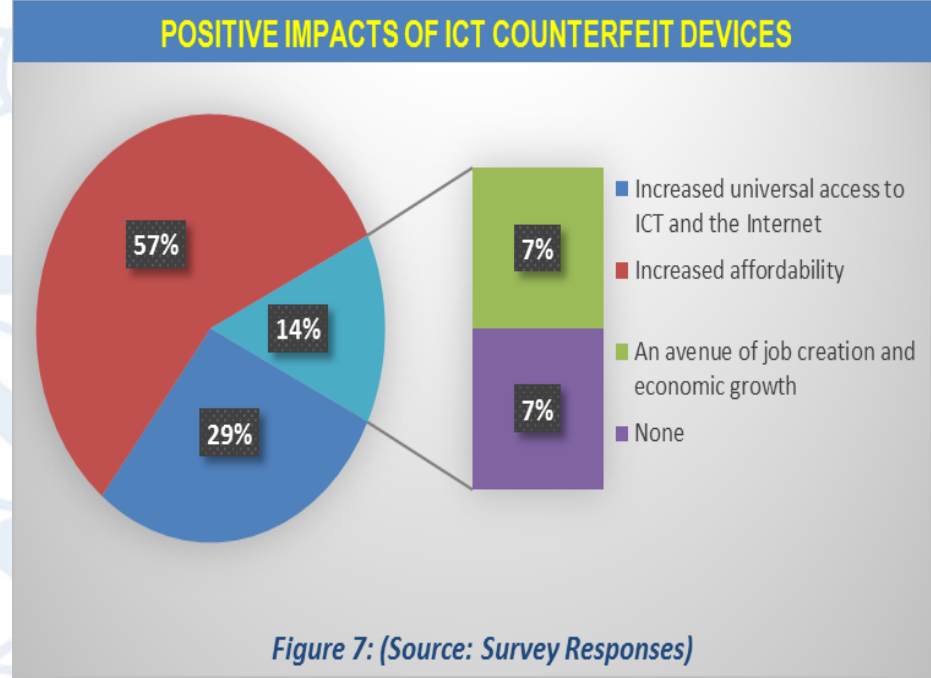 POSITIVE IMPACTS OF ICT COUNTERFEIT DEVICES
57%
14%
29%
7%
7%
Increased universal access to
ICT and the Internet
Increased affordability
An avenue of job creation and
economic growth
None
Figure 7: (Source: Survey Responses)